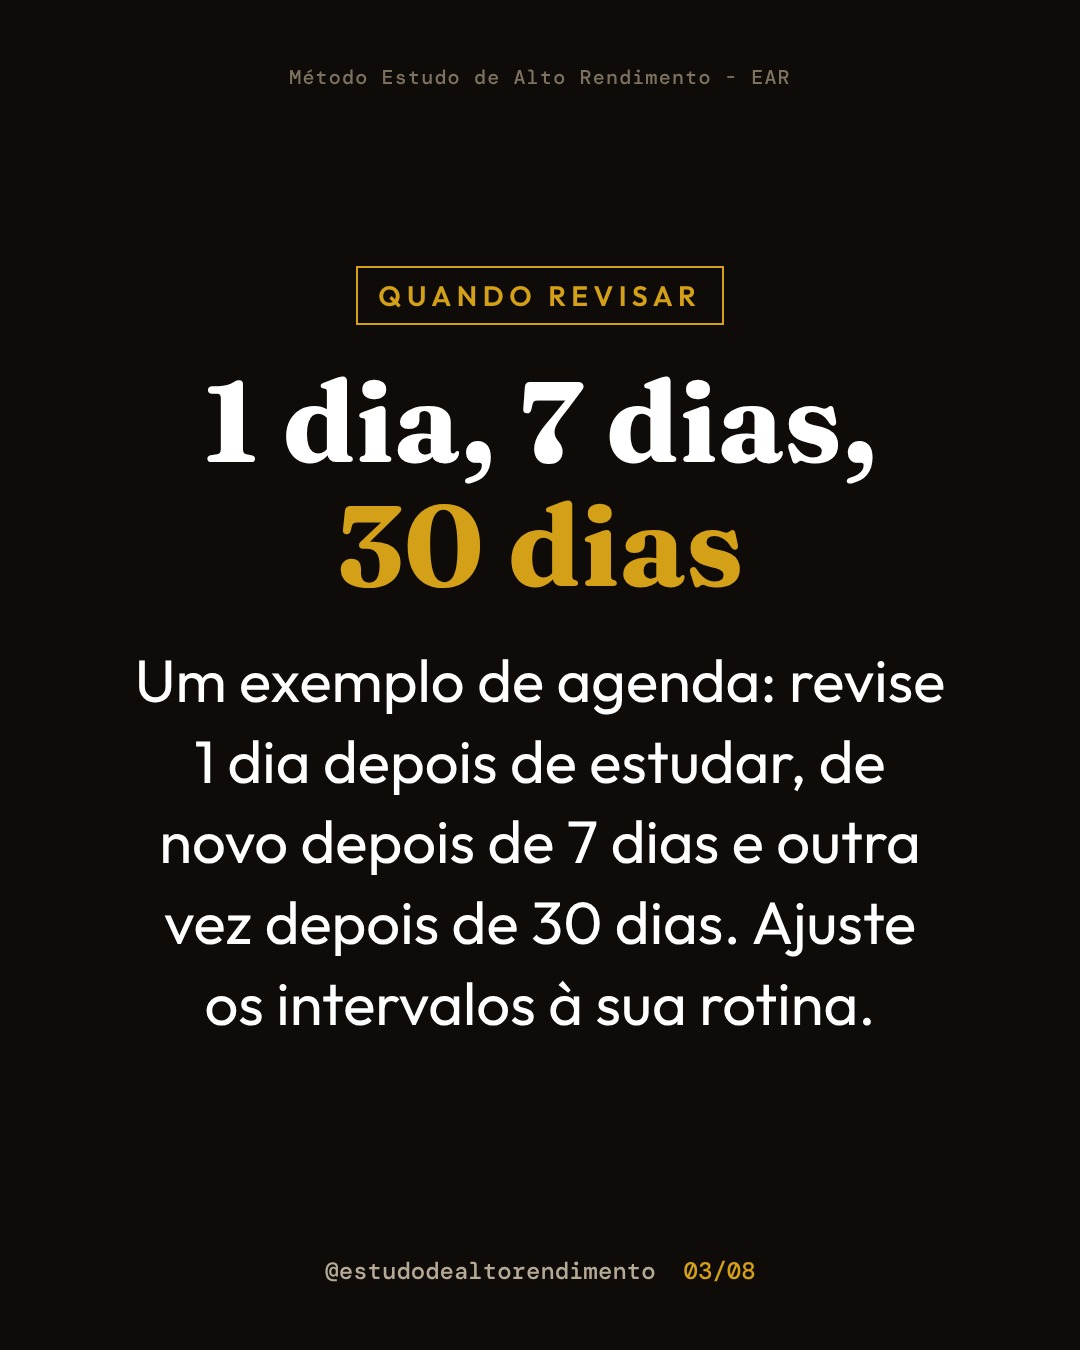 Método Estudo de Alto Rendimento - EAR
QUANDO REVISAR
1 dia, 7 dias,
30 dias
Um exemplo de agenda: revise
1 dia depois de estudar, de
novo depois de 7 dias e outra
vez depois de 30 dias. Ajuste
os intervalos à sua rotina.
@estudodealtorendimento 03/08